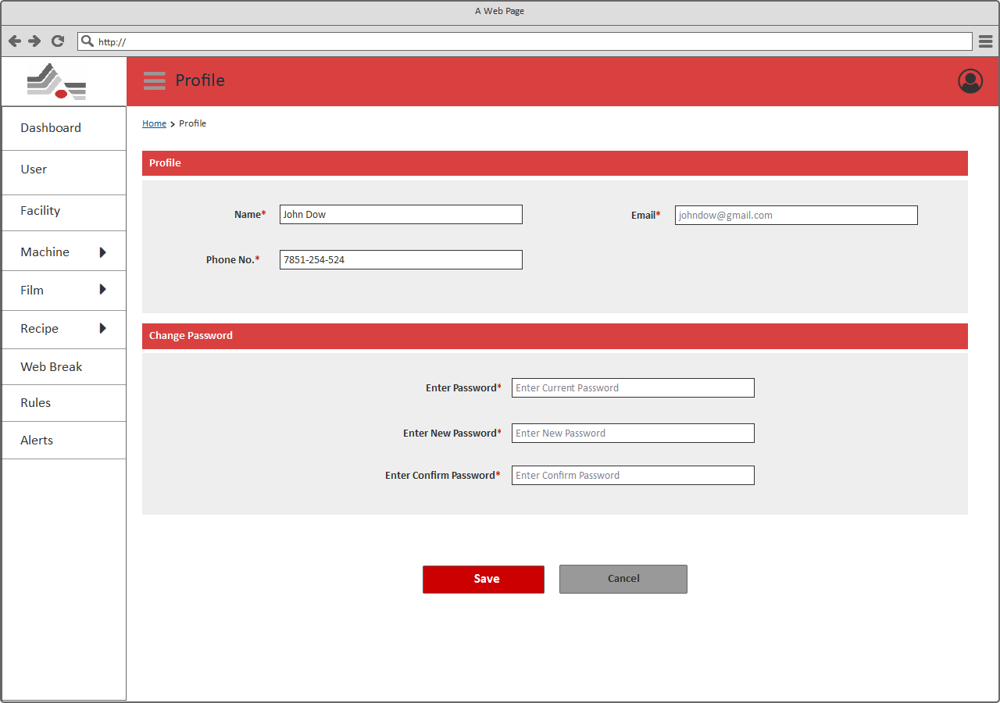 A Web Page
http://
Profile
Home > Profile
Dashboard
User
Facility
Machine
Film
Recipe
Web Break
Rules
Alerts
Profile
Name* John Dow Email* johndow@gmail.com
Phone No.* 7851-254-524
Change Password
Enter Password* Enter Current Password
Enter New Password* Enter New Password
Enter Confirm Password* Enter Confirm Password
Save Cancel